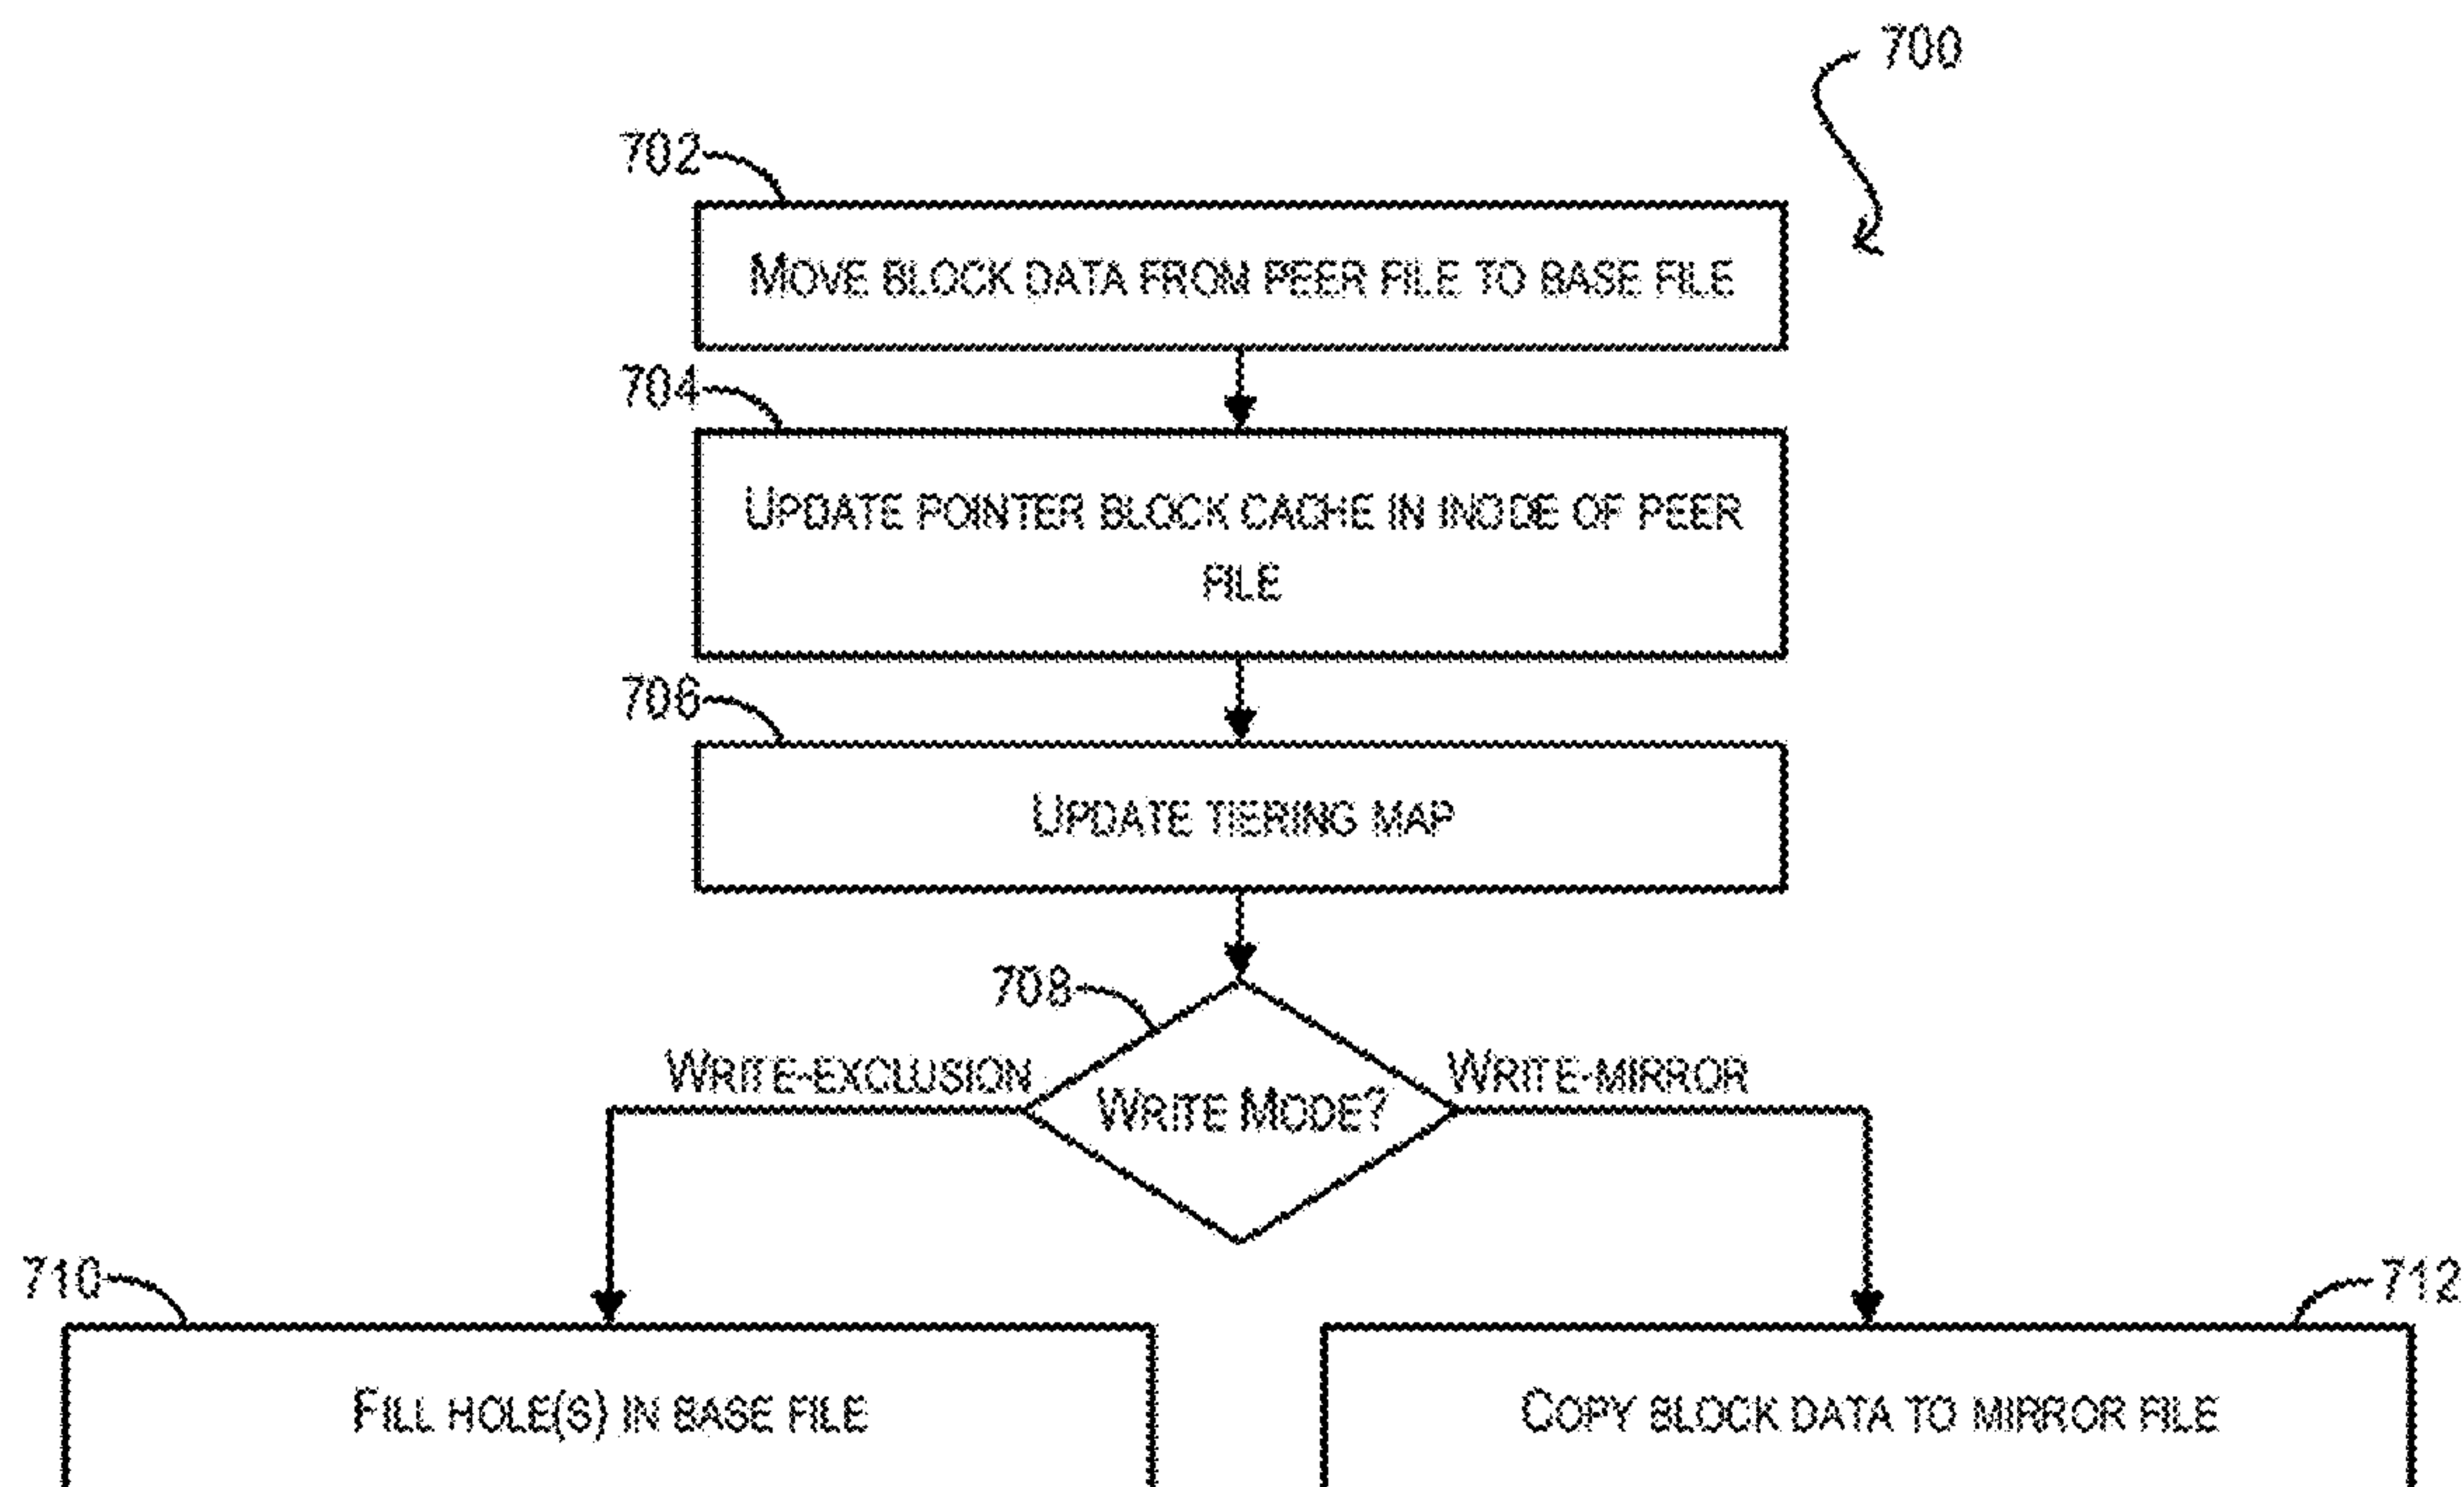 700
702
MOVE BLOCK DATA FROM PEER FILE TO BASE FILE
704
UPDATE POINTER BLOCK CACHE IN INODE OF PEER
FILE
706
UPDATE TIERING MAP
708
WRITE-EXCLUSION
WRITE MODE?
WRITE-MIRROR
710
712
FILL HOLE(S) IN BASE FILE
COPY BLOCK DATA TO MIRROR FILE